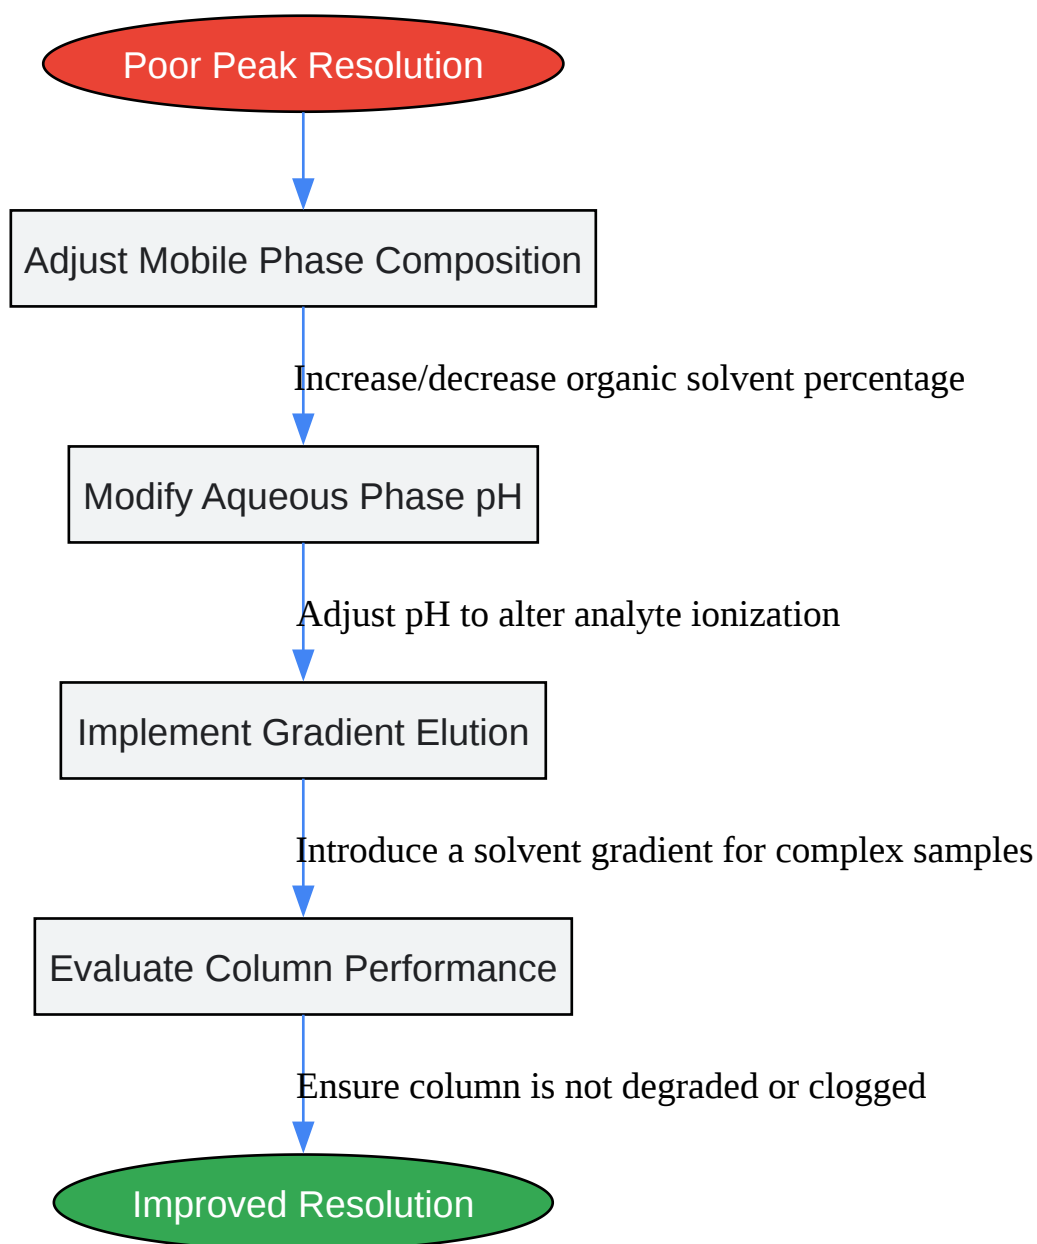 Poor Peak Resolution
Adjust Mobile Phase Composition
Increase/decrease organic solvent percentage
Modify Aqueous Phase pH
Adjust pH to alter analyte ionization
Implement Gradient Elution
Introduce a solvent gradient for complex samples
Evaluate Column Performance
Ensure column is not degraded or clogged
Improved Resolution